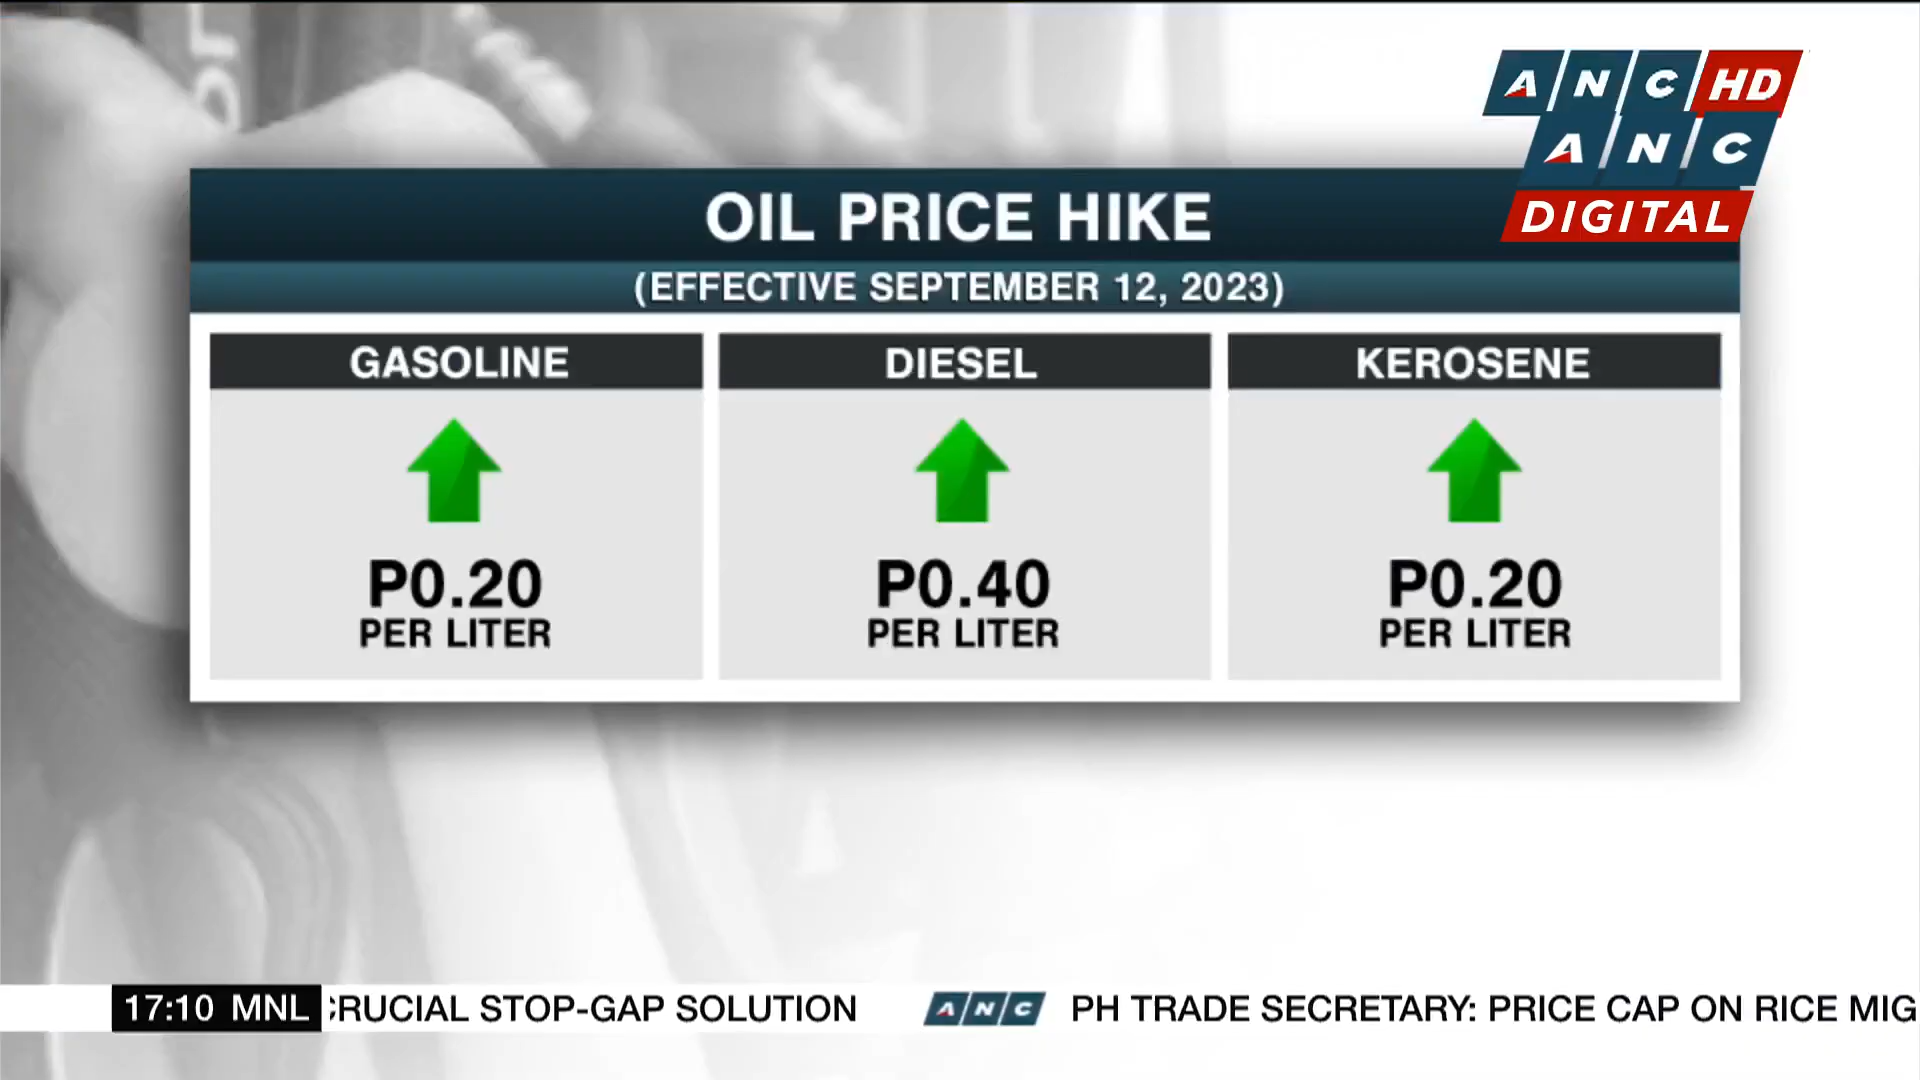 ANC HD
ANC
DIGITAL
OIL PRICE HIKE
(EFFECTIVE SEPTEMBER 12, 2023)
GASOLINE
P0.20
PER LITER
DIESEL
P0.40
PER LITER
KEROSENE
P0.20
PER LITER
17:10 MNL CRUCIAL STOP-GAP SOLUTION ANC PH TRADE SECRETARY: PRICE CAP ON RICE MIG